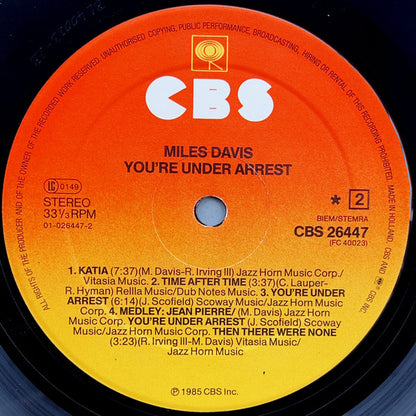 ALL RIGHTS OF THE PRODUCER AND OF THE OWNER OF THE RECORDED WORK RESERVED. UNAUTHORISED COPYING, PUBLIC PERFORMANCE, BROADCASTING, HIRING OR RENTAL OF THIS RECORDING PROHIBITED. MADE IN HOLLAND. CBS AND ARE CBS INC.
CBS
MILES DAVIS
YOU'RE UNDER ARREST
LC 0149
STEREO
33 1/3 RPM
01-026447-2
* 2
BIEM/STEMRA
CBS 26447
(FC 40023)
1. KATIA (7:37)(M. Davis-R. Irving III) Jazz Horn Music Corp./
Vitasia Music. 2. TIME AFTER TIME (3:37) (C. Lauper-
R. Hyman) Rellla Music/Dub Notes Music. 3. YOU'RE UNDER
ARREST (6:14)(J. Scofield) Scoway Music/Jazz Horn Music
Corp. 4. MEDLEY: JEAN PIERRE/(M. Davis) Jazz Horn Music
Corp. YOU'RE UNDER ARREST (J. Scofield) Scoway
Music/Jazz Horn Music Corp. THEN THERE WERE NONE
(3:23)(R. Irving III-M. Davis) Vitasia Music/
Jazz Horn Music
℗ 1985 CBS Inc.